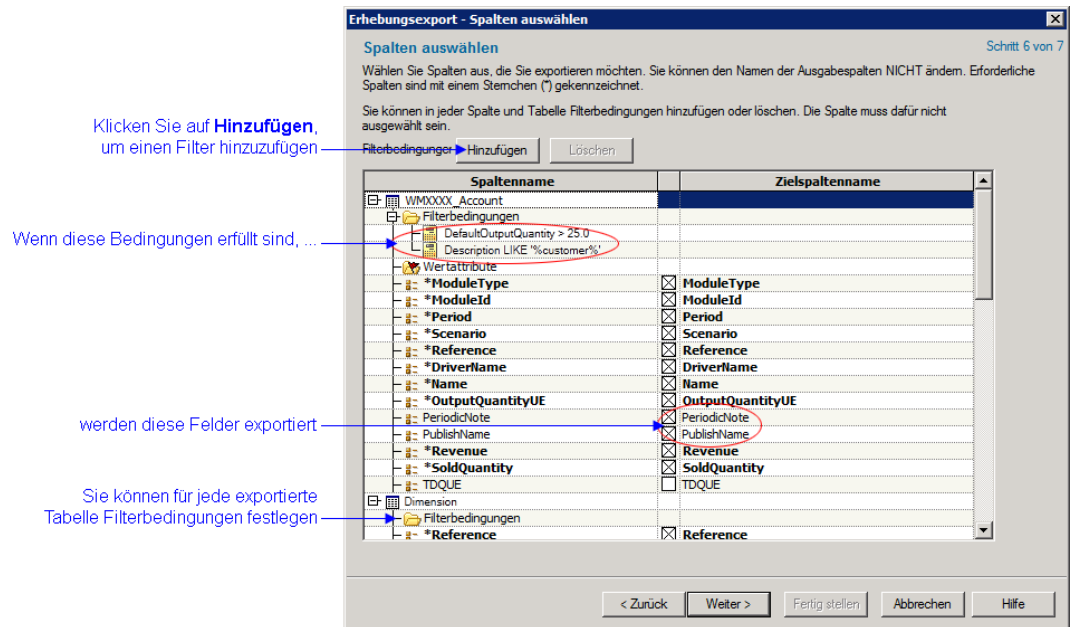 Erhebungsexport - Spalten auswählen
Spalten auswählen
Schritt 6 von 7
Wählen Sie Spalten aus, die Sie exportieren möchten. Sie können den Namen der Ausgabespalten NICHT ändern. Erforderliche
Spalten sind mit einem Sternchen (*) gekennzeichnet.
Sie können in jeder Spalte und Tabelle Filterbedingungen hinzufügen oder löschen. Die Spalte muss dafür nicht
ausgewählt sein.
Klicken Sie auf Hinzufügen,
um einen Filter hinzuzufügen
Filterbedingungen Hinzufügen Löschen
Spaltenname Zielspaltenname
WMXXXX_Account
Filterbedingungen
DefaultOutputQuantity > 25.0
Wenn diese Bedingungen erfüllt sind, ...
Description LIKE '%customer%'
Wertattribute
*ModuleType ModuleType
*ModuleId ModuleId
*Period Period
*Scenario Scenario
*Reference Reference
*DriverName DriverName
*Name Name
*OutputQuantityUE OutputQuantityUE
werden diese Felder exportiert
PeriodicNote PeriodicNote
PublishName PublishName
*Revenue Revenue
*SoldQuantity SoldQuantity
TDQUE TDQUE
Sie können für jede exportierte
Tabelle Filterbedingungen festlegen
Dimension
Filterbedingungen
*Reference Reference
< Zurück Weiter > Fertig stellen Abbrechen Hilfe